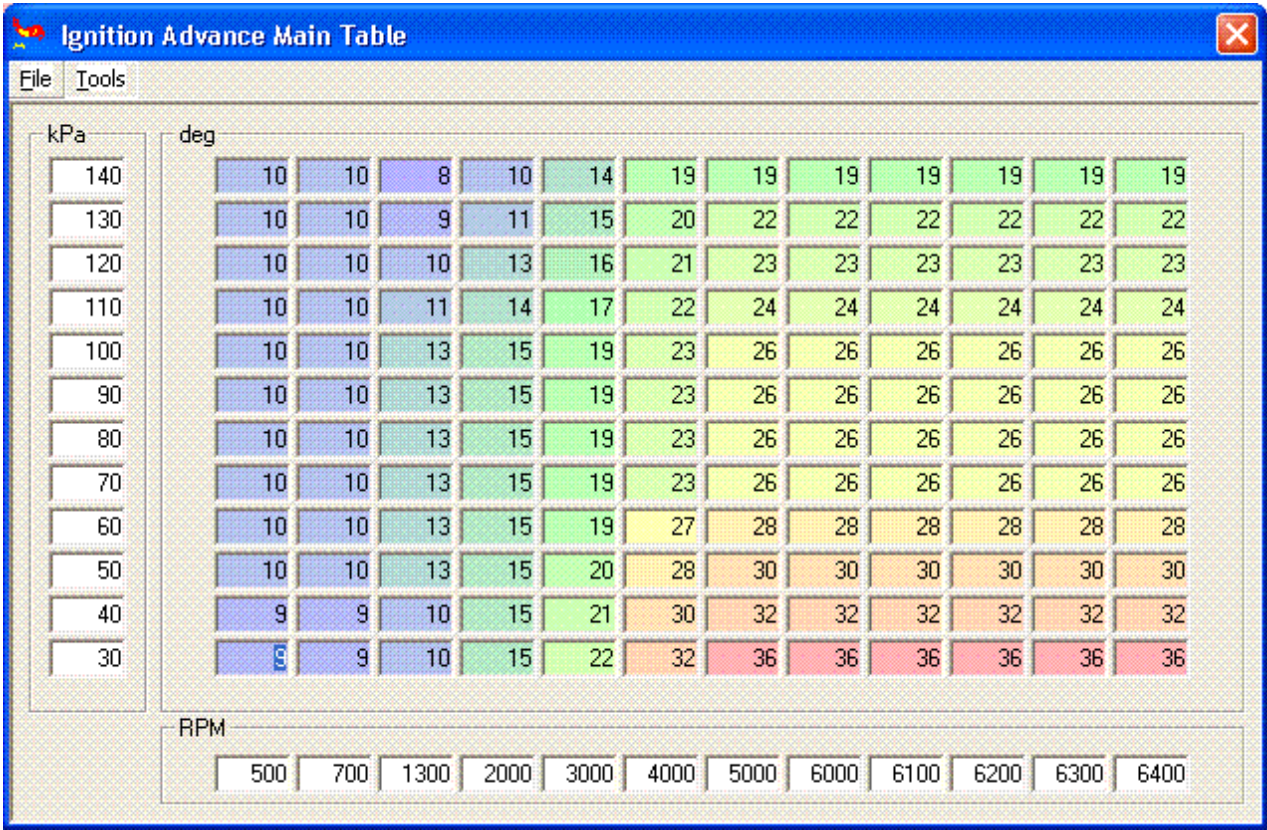 Ignition Advance Main Table
File Tools
kPa deg
140 10 10 8 10 14 19 19 19 19 19 19 19
130 10 10 9 11 15 20 22 22 22 22 22 22
120 10 10 10 13 16 21 23 23 23 23 23 23
110 10 10 11 14 17 22 24 24 24 24 24 24
100 10 10 13 15 19 23 26 26 26 26 26 26
90 10 10 13 15 19 23 26 26 26 26 26 26
80 10 10 13 15 19 23 26 26 26 26 26 26
70 10 10 13 15 19 23 26 26 26 26 26 26
60 10 10 13 15 19 27 28 28 28 28 28 28
50 10 10 13 15 20 28 30 30 30 30 30 30
40 9 9 10 15 21 30 32 32 32 32 32 32
30 9 9 10 15 22 32 36 36 36 36 36 36
RPM
500 700 1300 2000 3000 4000 5000 6000 6100 6200 6300 6400